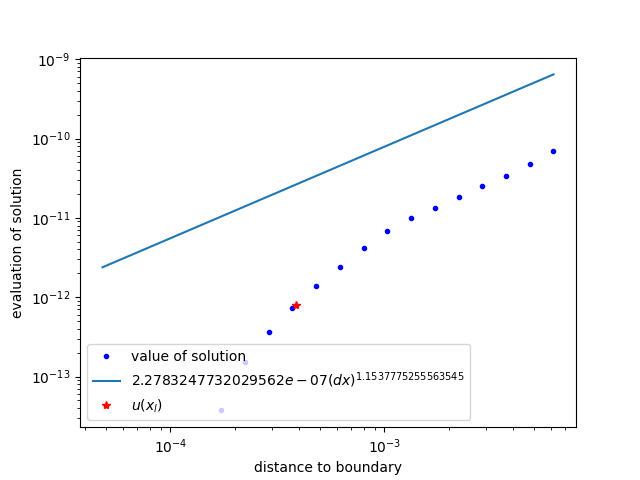 10⁻⁹
10⁻¹⁰
10⁻¹¹
10⁻¹²
10⁻¹³
evaluation of solution
value of solution
2.2783247732029562e − 07(dx)¹·¹⁵³⁷⁷⁷⁵²⁵⁵⁵⁶³⁵⁴⁵
u(xₗ)
10⁻⁴
10⁻³
distance to boundary